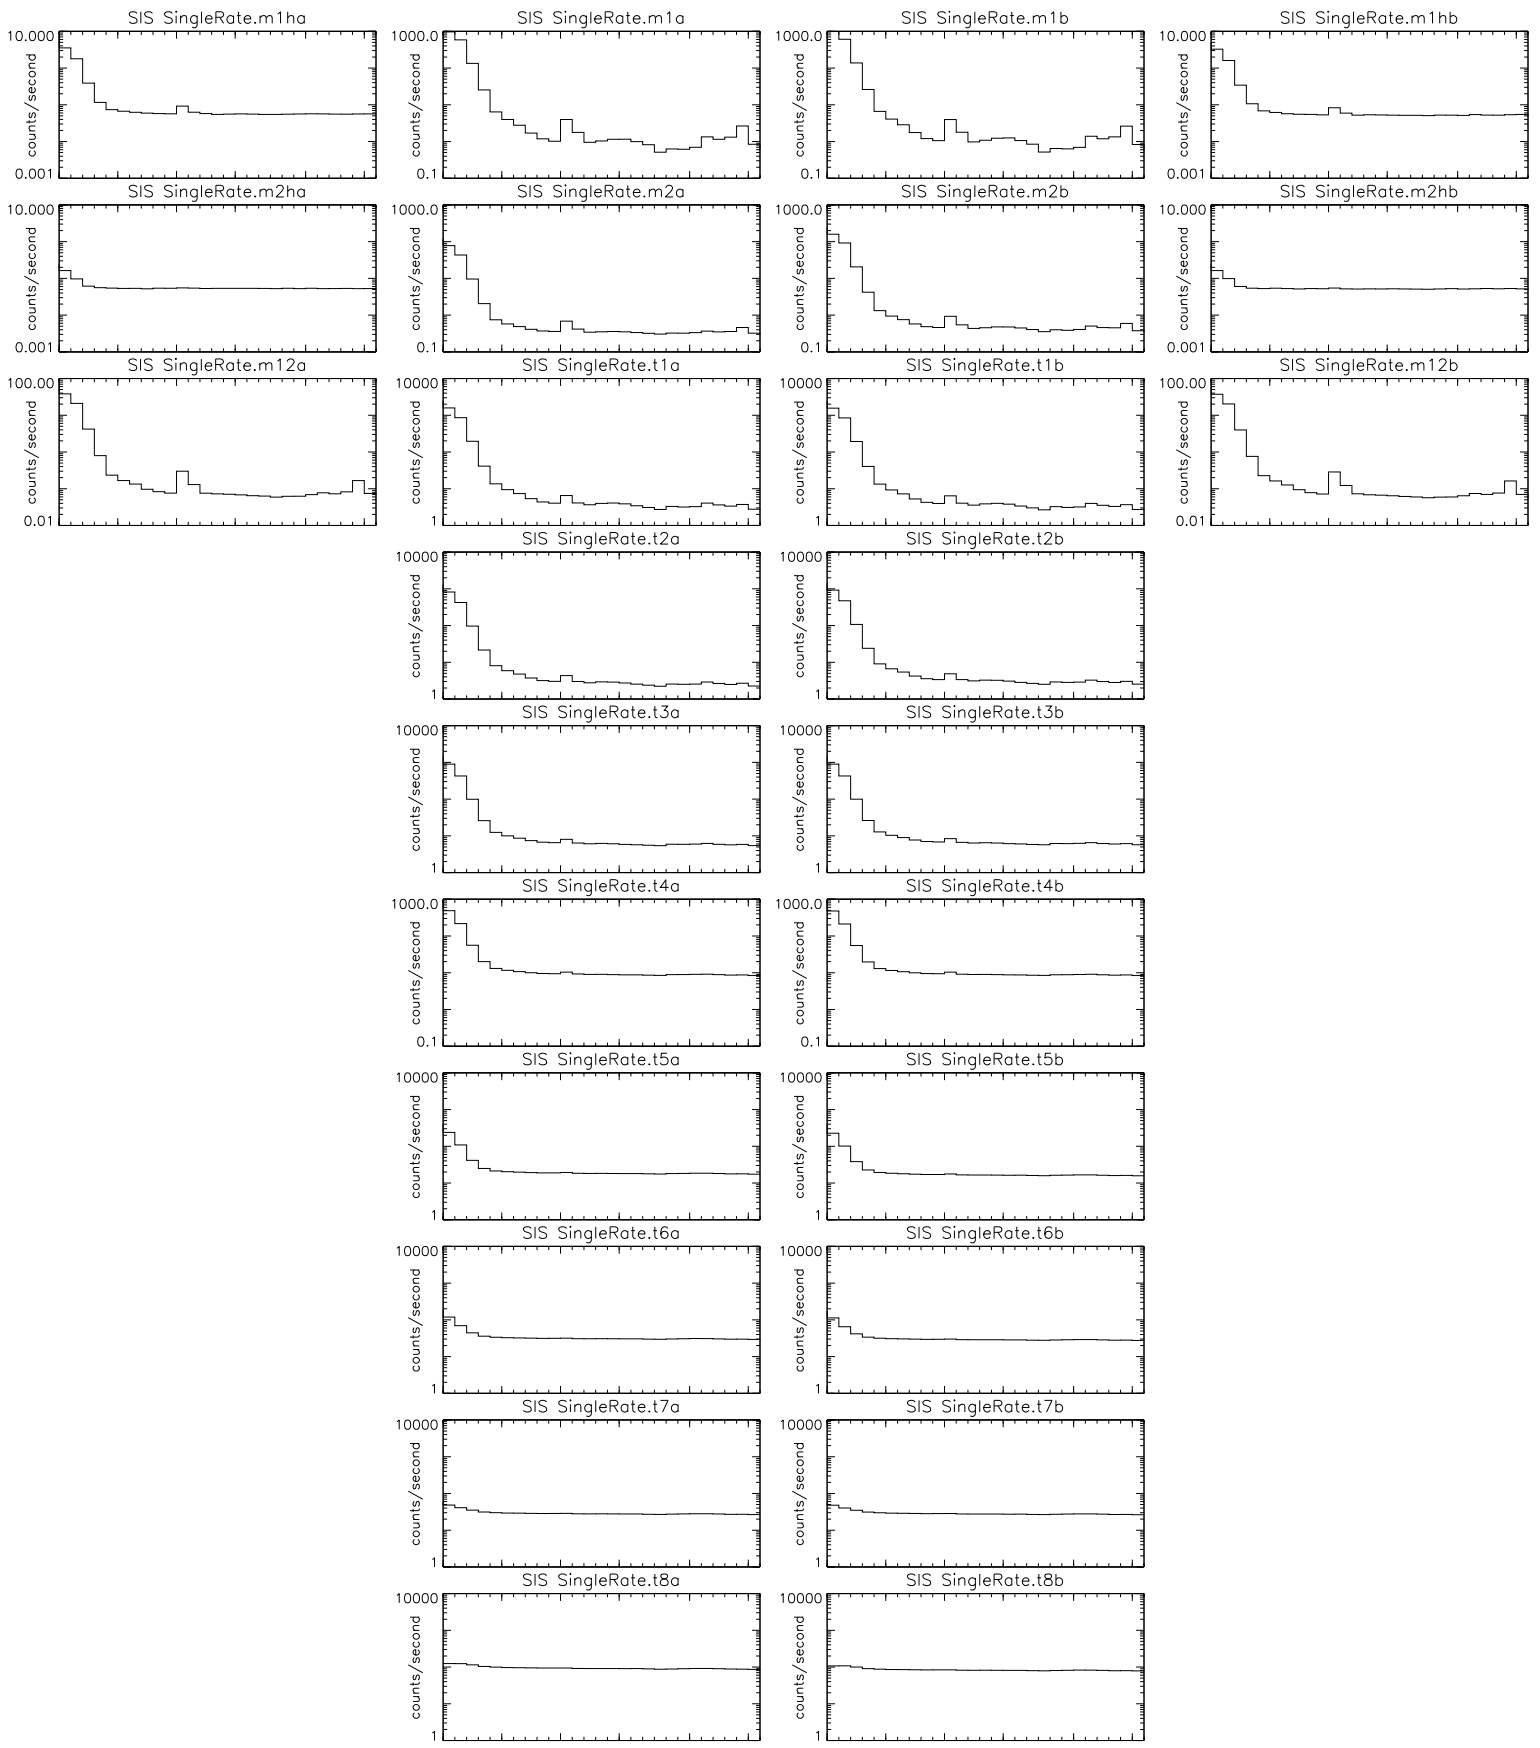 SIS SingleRate.m1ha
10.000
counts/second
0.001
SIS SingleRate.m1a
1000.0
counts/second
0.1
SIS SingleRate.m1b
1000.0
counts/second
0.1
SIS SingleRate.m1hb
10.000
counts/second
0.001
SIS SingleRate.m2ha
10.000
counts/second
0.001
SIS SingleRate.m2a
1000.0
counts/second
0.1
SIS SingleRate.m2b
1000.0
counts/second
0.1
SIS SingleRate.m2hb
10.000
counts/second
0.001
SIS SingleRate.m12a
100.00
counts/second
0.01
SIS SingleRate.t1a
10000
counts/second
1
SIS SingleRate.t1b
10000
counts/second
1
SIS SingleRate.m12b
100.00
counts/second
0.01
SIS SingleRate.t2a
10000
counts/second
1
SIS SingleRate.t2b
10000
counts/second
1
SIS SingleRate.t3a
10000
counts/second
1
SIS SingleRate.t3b
10000
counts/second
1
SIS SingleRate.t4a
1000.0
counts/second
0.1
SIS SingleRate.t4b
1000.0
counts/second
0.1
SIS SingleRate.t5a
10000
counts/second
1
SIS SingleRate.t5b
10000
counts/second
1
SIS SingleRate.t6a
10000
counts/second
1
SIS SingleRate.t6b
10000
counts/second
1
SIS SingleRate.t7a
10000
counts/second
1
SIS SingleRate.t7b
10000
counts/second
1
SIS SingleRate.t8a
10000
counts/second
1
SIS SingleRate.t8b
10000
counts/second
1